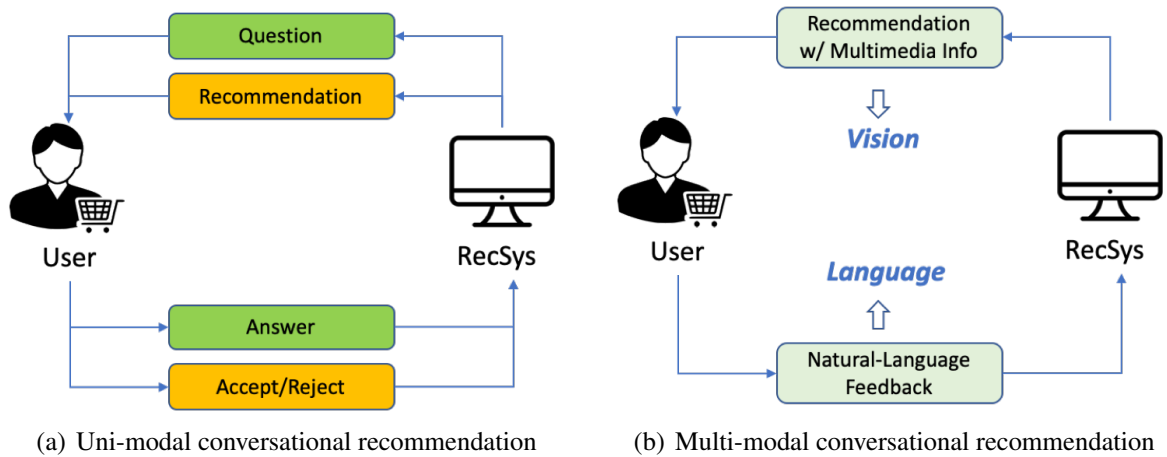 Question
Recommendation
User
RecSys
Answer
Accept/Reject
(a) Uni-modal conversational recommendation
Recommendation
w/ Multimedia Info
Vision
User
RecSys
Language
Natural-Language
Feedback
(b) Multi-modal conversational recommendation